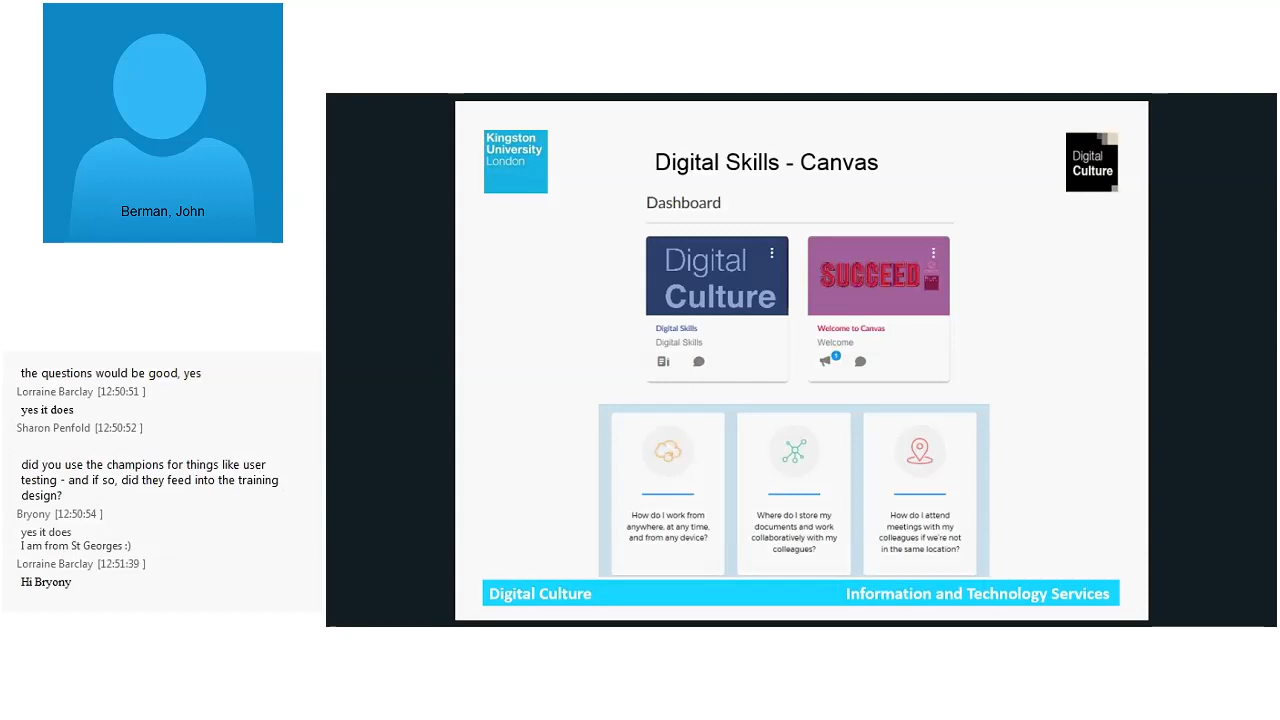 Berman, John
the questions would be good, yes
Lorraine Barclay [12:50:51 ]
yes it does
Sharon Penfold [12:50:52 ]
did you use the champions for things like user
testing - and if so, did they feed into the training
design?
Bryony [12:50:54 ]
yes it does
I am from St Georges :)
Lorraine Barclay [12:51:39 ]
Hi Bryony
Kingston
University
London
Digital Skills - Canvas
Digital
Culture
Dashboard
Digital
Culture
Digital Skills
Digital Skills
SUCCEED
Welcome to Canvas
Welcome
1
How do I work from
anywhere, at any time,
and from any device?
Where do I store my
documents and work
collaboratively with my
colleagues?
How do I attend
meetings with my
colleagues if we're not
in the same location?
Digital Culture
Information and Technology Services